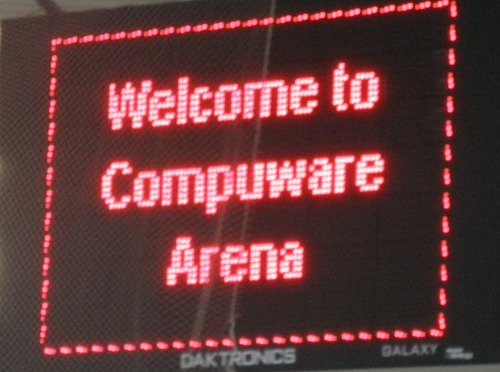 Welcome to
Compuware
Arena
DAKTRONICS
GALAXY